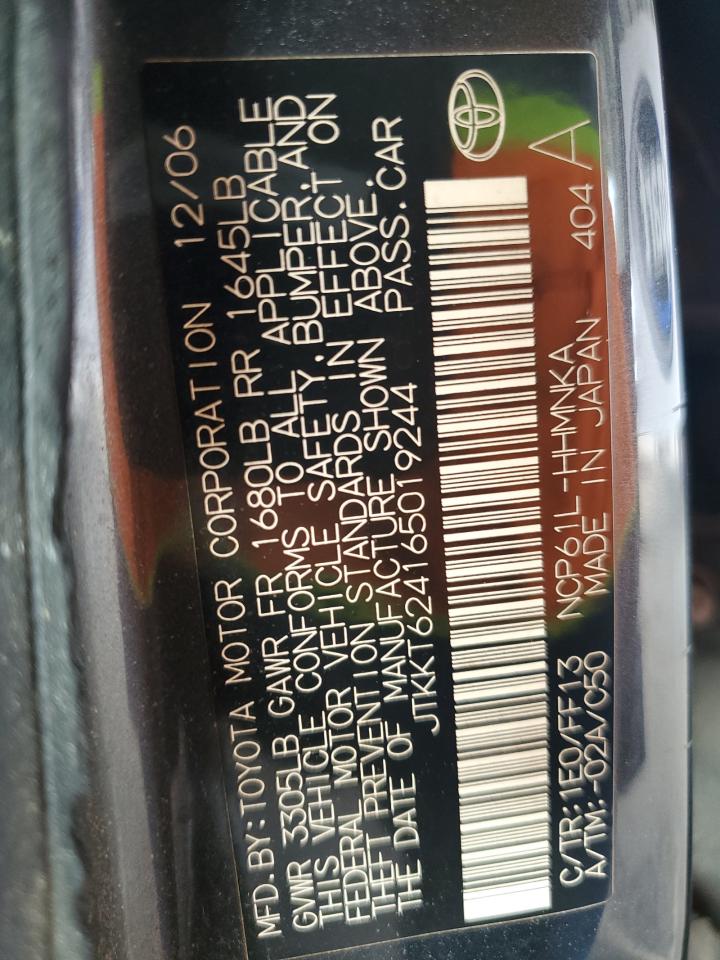 MFD.BY:TOYOTA MOTOR CORPORATION 12/06
GVWR 3305LB GAWR FR 1680LB RR 1645LB
THIS VEHICLE CONFORMS TO ALL APPLICABLE
FEDERAL MOTOR VEHICLE SAFETY,BUMPER,AND
THEFT PREVENTION STANDARDS IN EFFECT ON
THE DATE OF MANUFACTURE SHOWN ABOVE.
JTKKT624165019244 PASS.CAR
C/TR:1E0/FF13 NCP61L-HHMNKA 404 A
A/TM:-02A/C50 MADE IN JAPAN